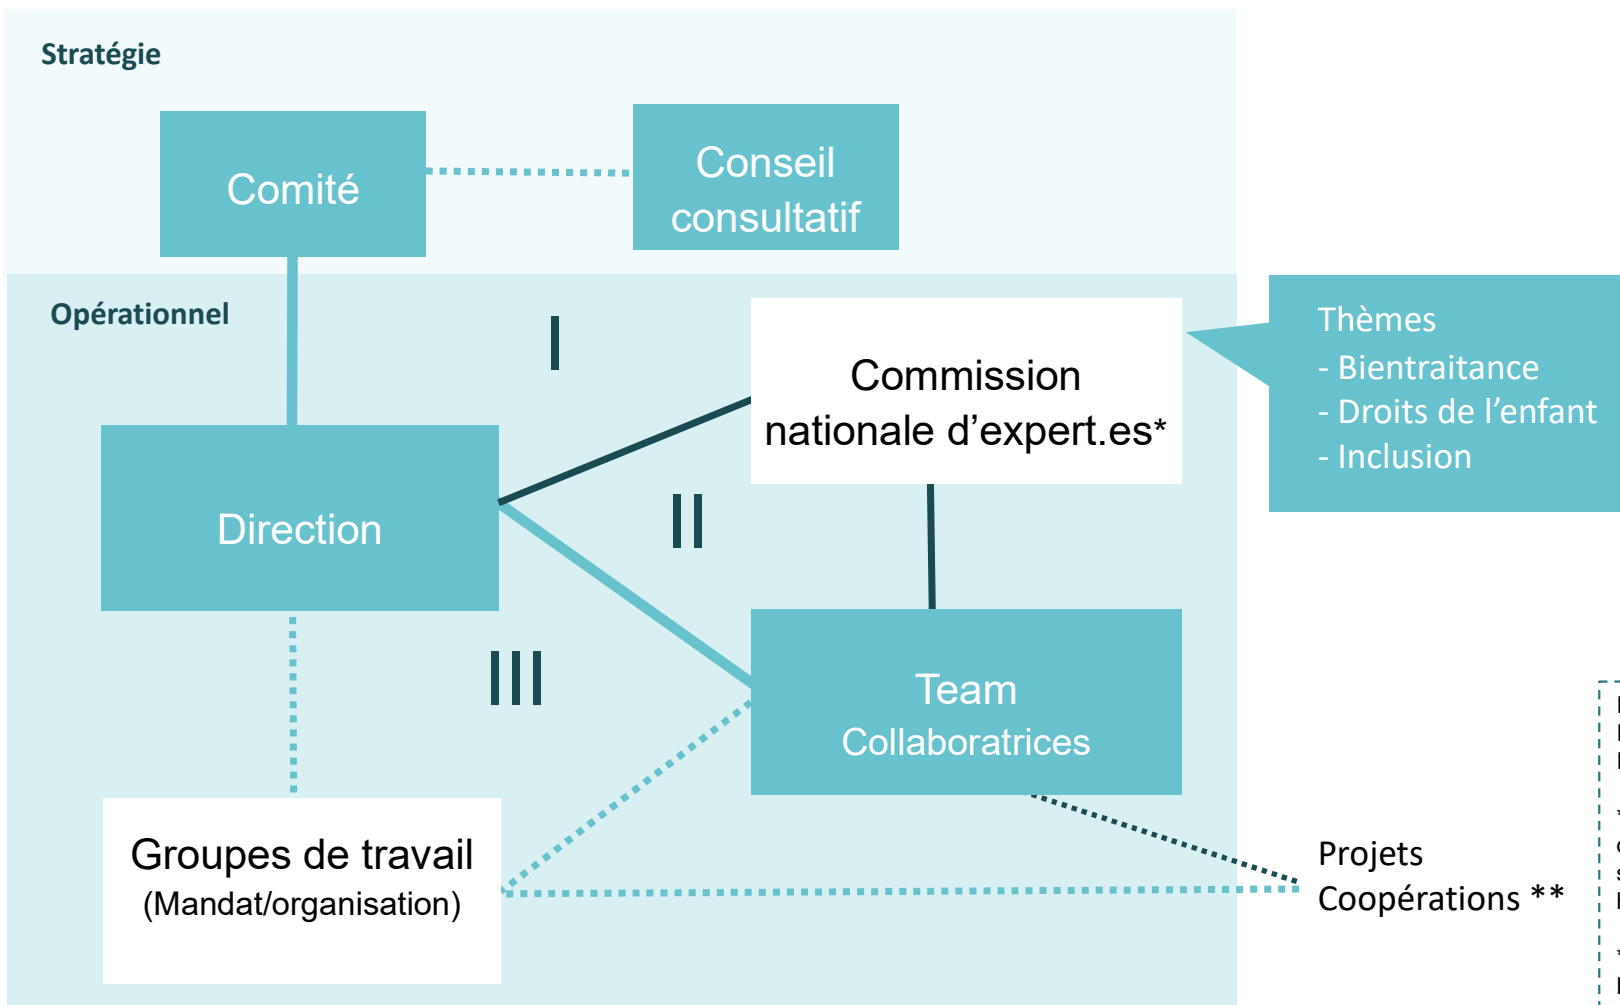 Stratégie
Comité
Conseil
consultatif
Opérationnel
I
Commission
nationale d’expert.es*
Thèmes
- Bientraitance
- Droits de l’enfant
- Inclusion
Direction
II
III
Team
Collaboratrices
Groupes de travail
(Mandat/organisation)
Projets
Coopérations **